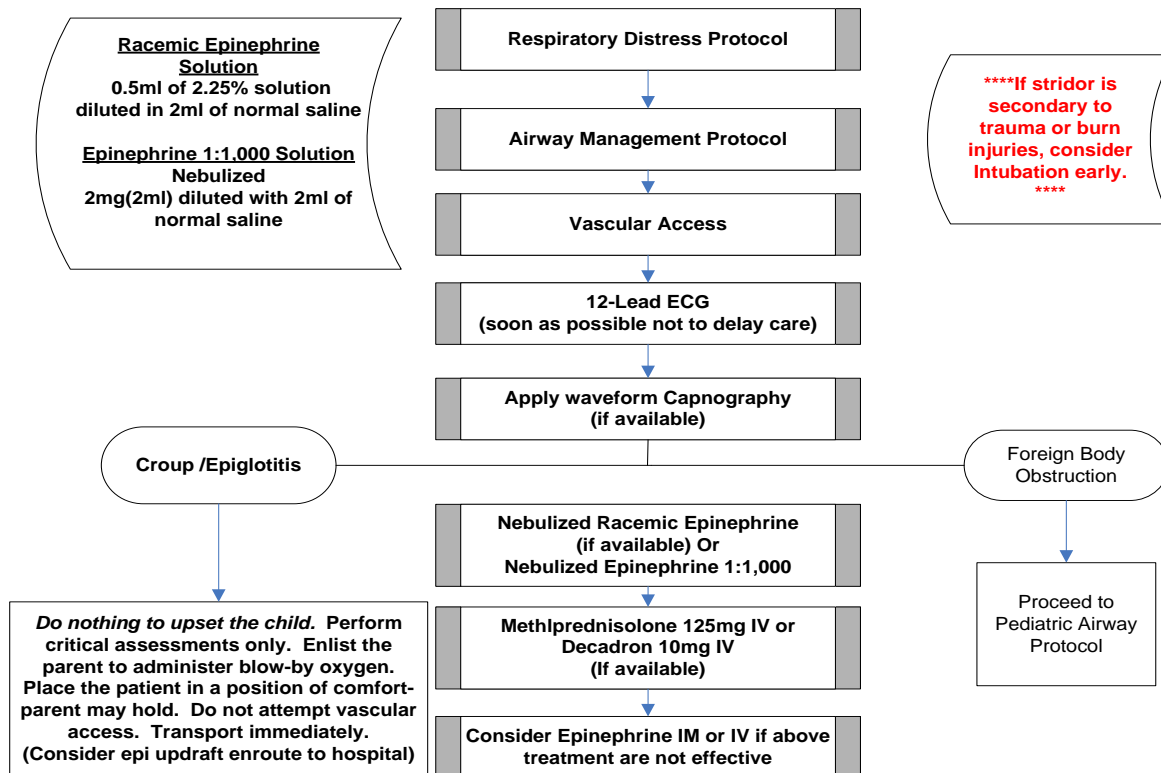 Racemic Epinephrine
Solution
0.5ml of 2.25% solution
diluted in 2ml of normal saline
Epinephrine 1:1,000 Solution
Nebulized
2mg(2ml) diluted with 2ml of
normal saline
Respiratory Distress Protocol
****If stridor is
secondary to
trauma or burn
injuries, consider
Intubation early.
****
Airway Management Protocol
Vascular Access
12-Lead ECG
(soon as possible not to delay care)
Apply waveform Capnography
(if available)
Croup /Epiglotitis
Foreign Body
Obstruction
Nebulized Racemic Epinephrine
(if available) Or
Nebulized Epinephrine 1:1,000
Do nothing to upset the child. Perform
critical assessments only. Enlist the
parent to administer blow-by oxygen.
Place the patient in a position of comfort-
parent may hold. Do not attempt vascular
access. Transport immediately.
(Consider epi updraft enroute to hospital)
Methlprednisolone 125mg IV or
Decadron 10mg IV
(If available)
Proceed to
Pediatric Airway
Protocol
Consider Epinephrine IM or IV if above
treatment are not effective